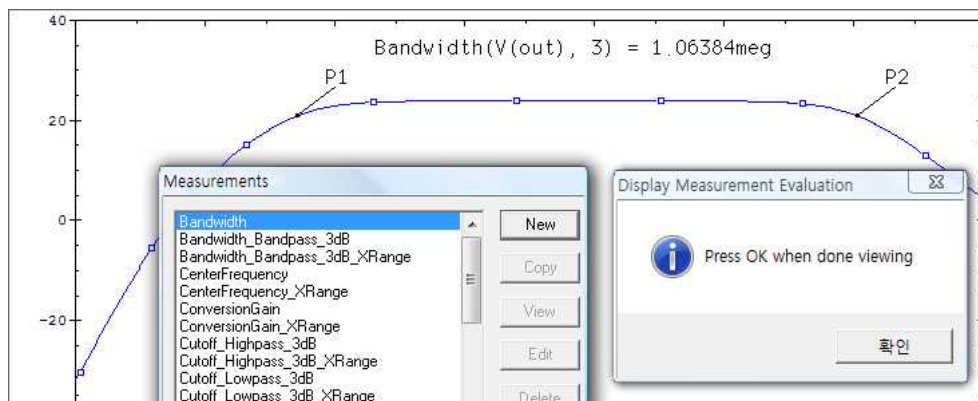 40
Bandwidth(V(out), 3) = 1.06384meg
P1
P2
20
0
-20
Measurements
Bandwidth
Bandwidth_Bandpass_3dB
Bandwidth_Bandpass_3dB_XRange
CenterFrequency
CenterFrequency_XRange
ConversionGain
ConversionGain_XRange
Cutoff_Highpass_3dB
Cutoff_Highpass_3dB_XRange
Cutoff_Lowpass_3dB
Cutoff_Lowpass_3dB_XRange
New
Copy
View
Edit
Delete
Display Measurement Evaluation
Press OK when done viewing
확인